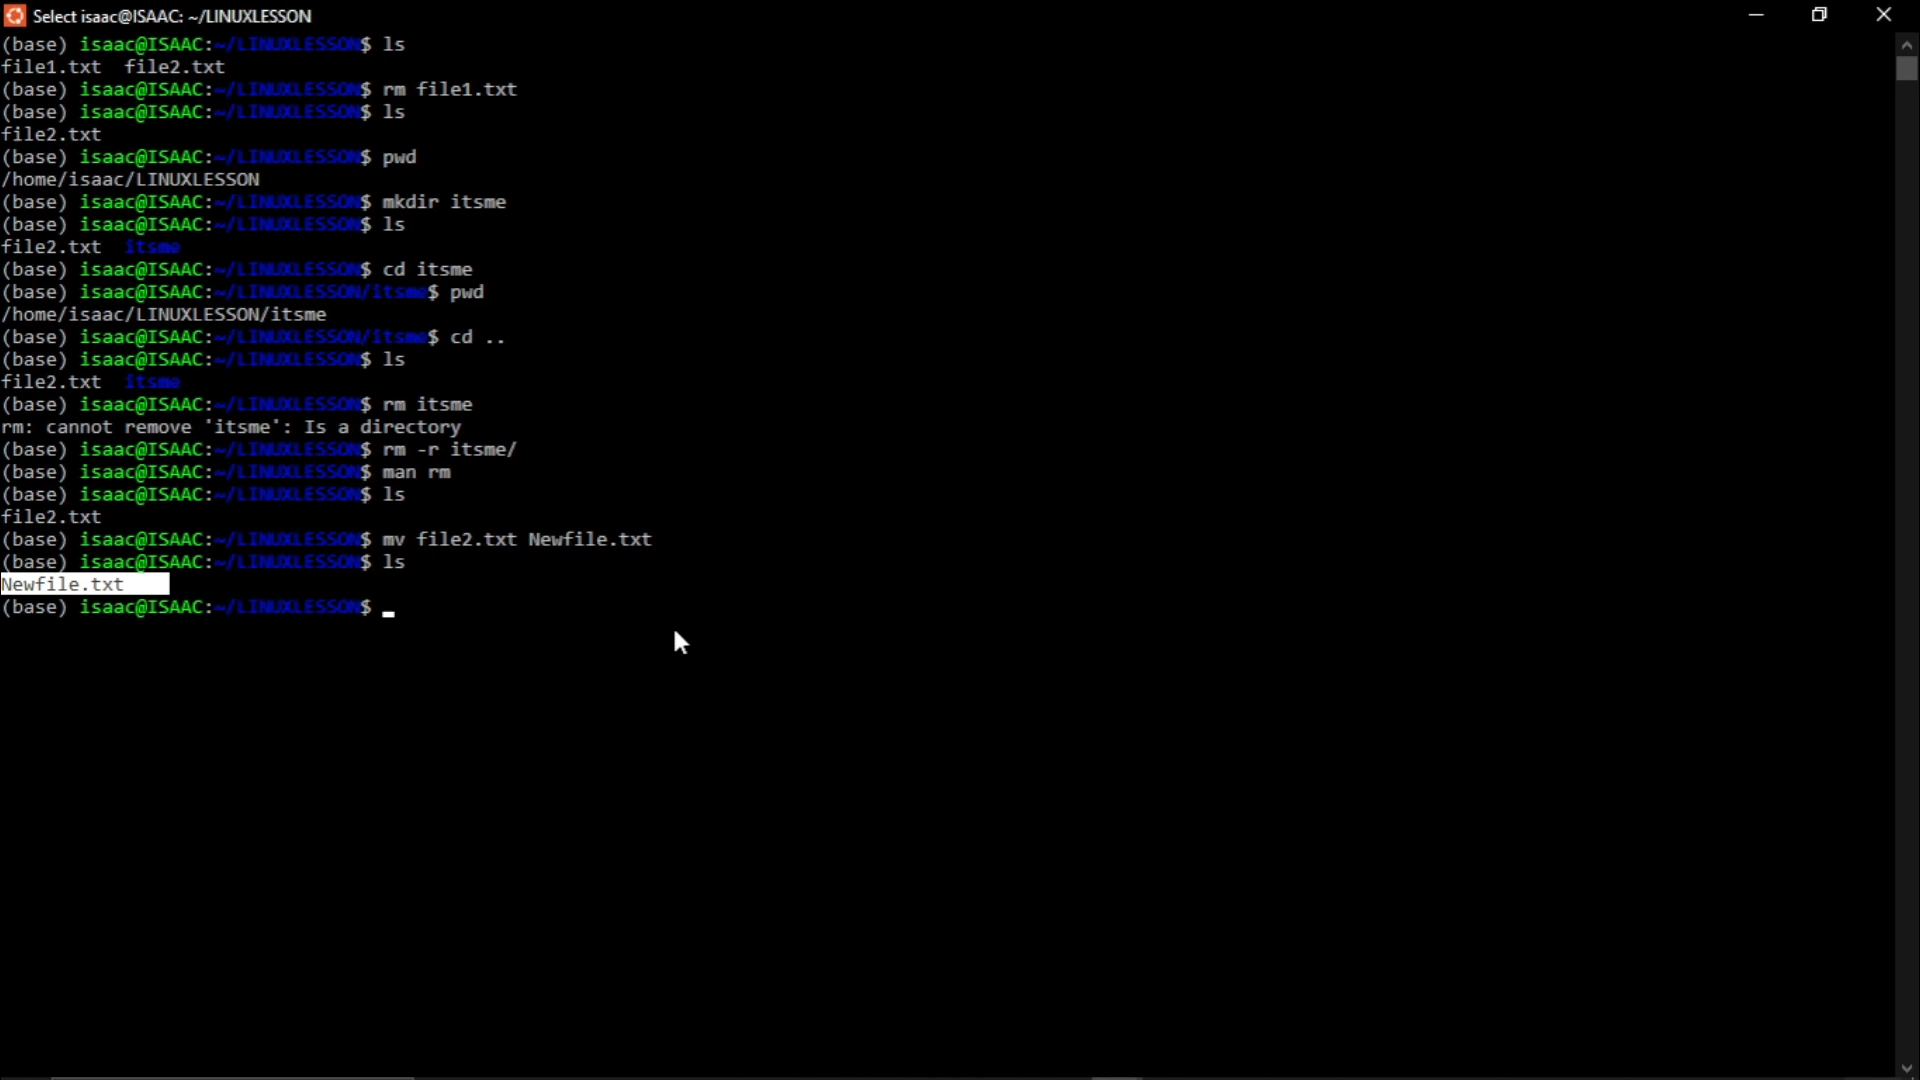 Select isaac@ISAAC: ~/LINUXLESSON
(base) isaac@ISAAC:~/LINUXLESSON$ ls
file1.txt  file2.txt
(base) isaac@ISAAC:~/LINUXLESSON$ rm file1.txt
(base) isaac@ISAAC:~/LINUXLESSON$ ls
file2.txt
(base) isaac@ISAAC:~/LINUXLESSON$ pwd
/home/isaac/LINUXLESSON
(base) isaac@ISAAC:~/LINUXLESSON$ mkdir itsme
(base) isaac@ISAAC:~/LINUXLESSON$ ls
file2.txt  itsme
(base) isaac@ISAAC:~/LINUXLESSON$ cd itsme
(base) isaac@ISAAC:~/LINUXLESSON/itsme$ pwd
/home/isaac/LINUXLESSON/itsme
(base) isaac@ISAAC:~/LINUXLESSON/itsme$ cd ..
(base) isaac@ISAAC:~/LINUXLESSON$ ls
file2.txt  itsme
(base) isaac@ISAAC:~/LINUXLESSON$ rm itsme
rm: cannot remove 'itsme': Is a directory
(base) isaac@ISAAC:~/LINUXLESSON$ rm -r itsme/
(base) isaac@ISAAC:~/LINUXLESSON$ man rm
(base) isaac@ISAAC:~/LINUXLESSON$ ls
file2.txt
(base) isaac@ISAAC:~/LINUXLESSON$ mv file2.txt Newfile.txt
(base) isaac@ISAAC:~/LINUXLESSON$ ls
Newfile.txt
(base) isaac@ISAAC:~/LINUXLESSON$